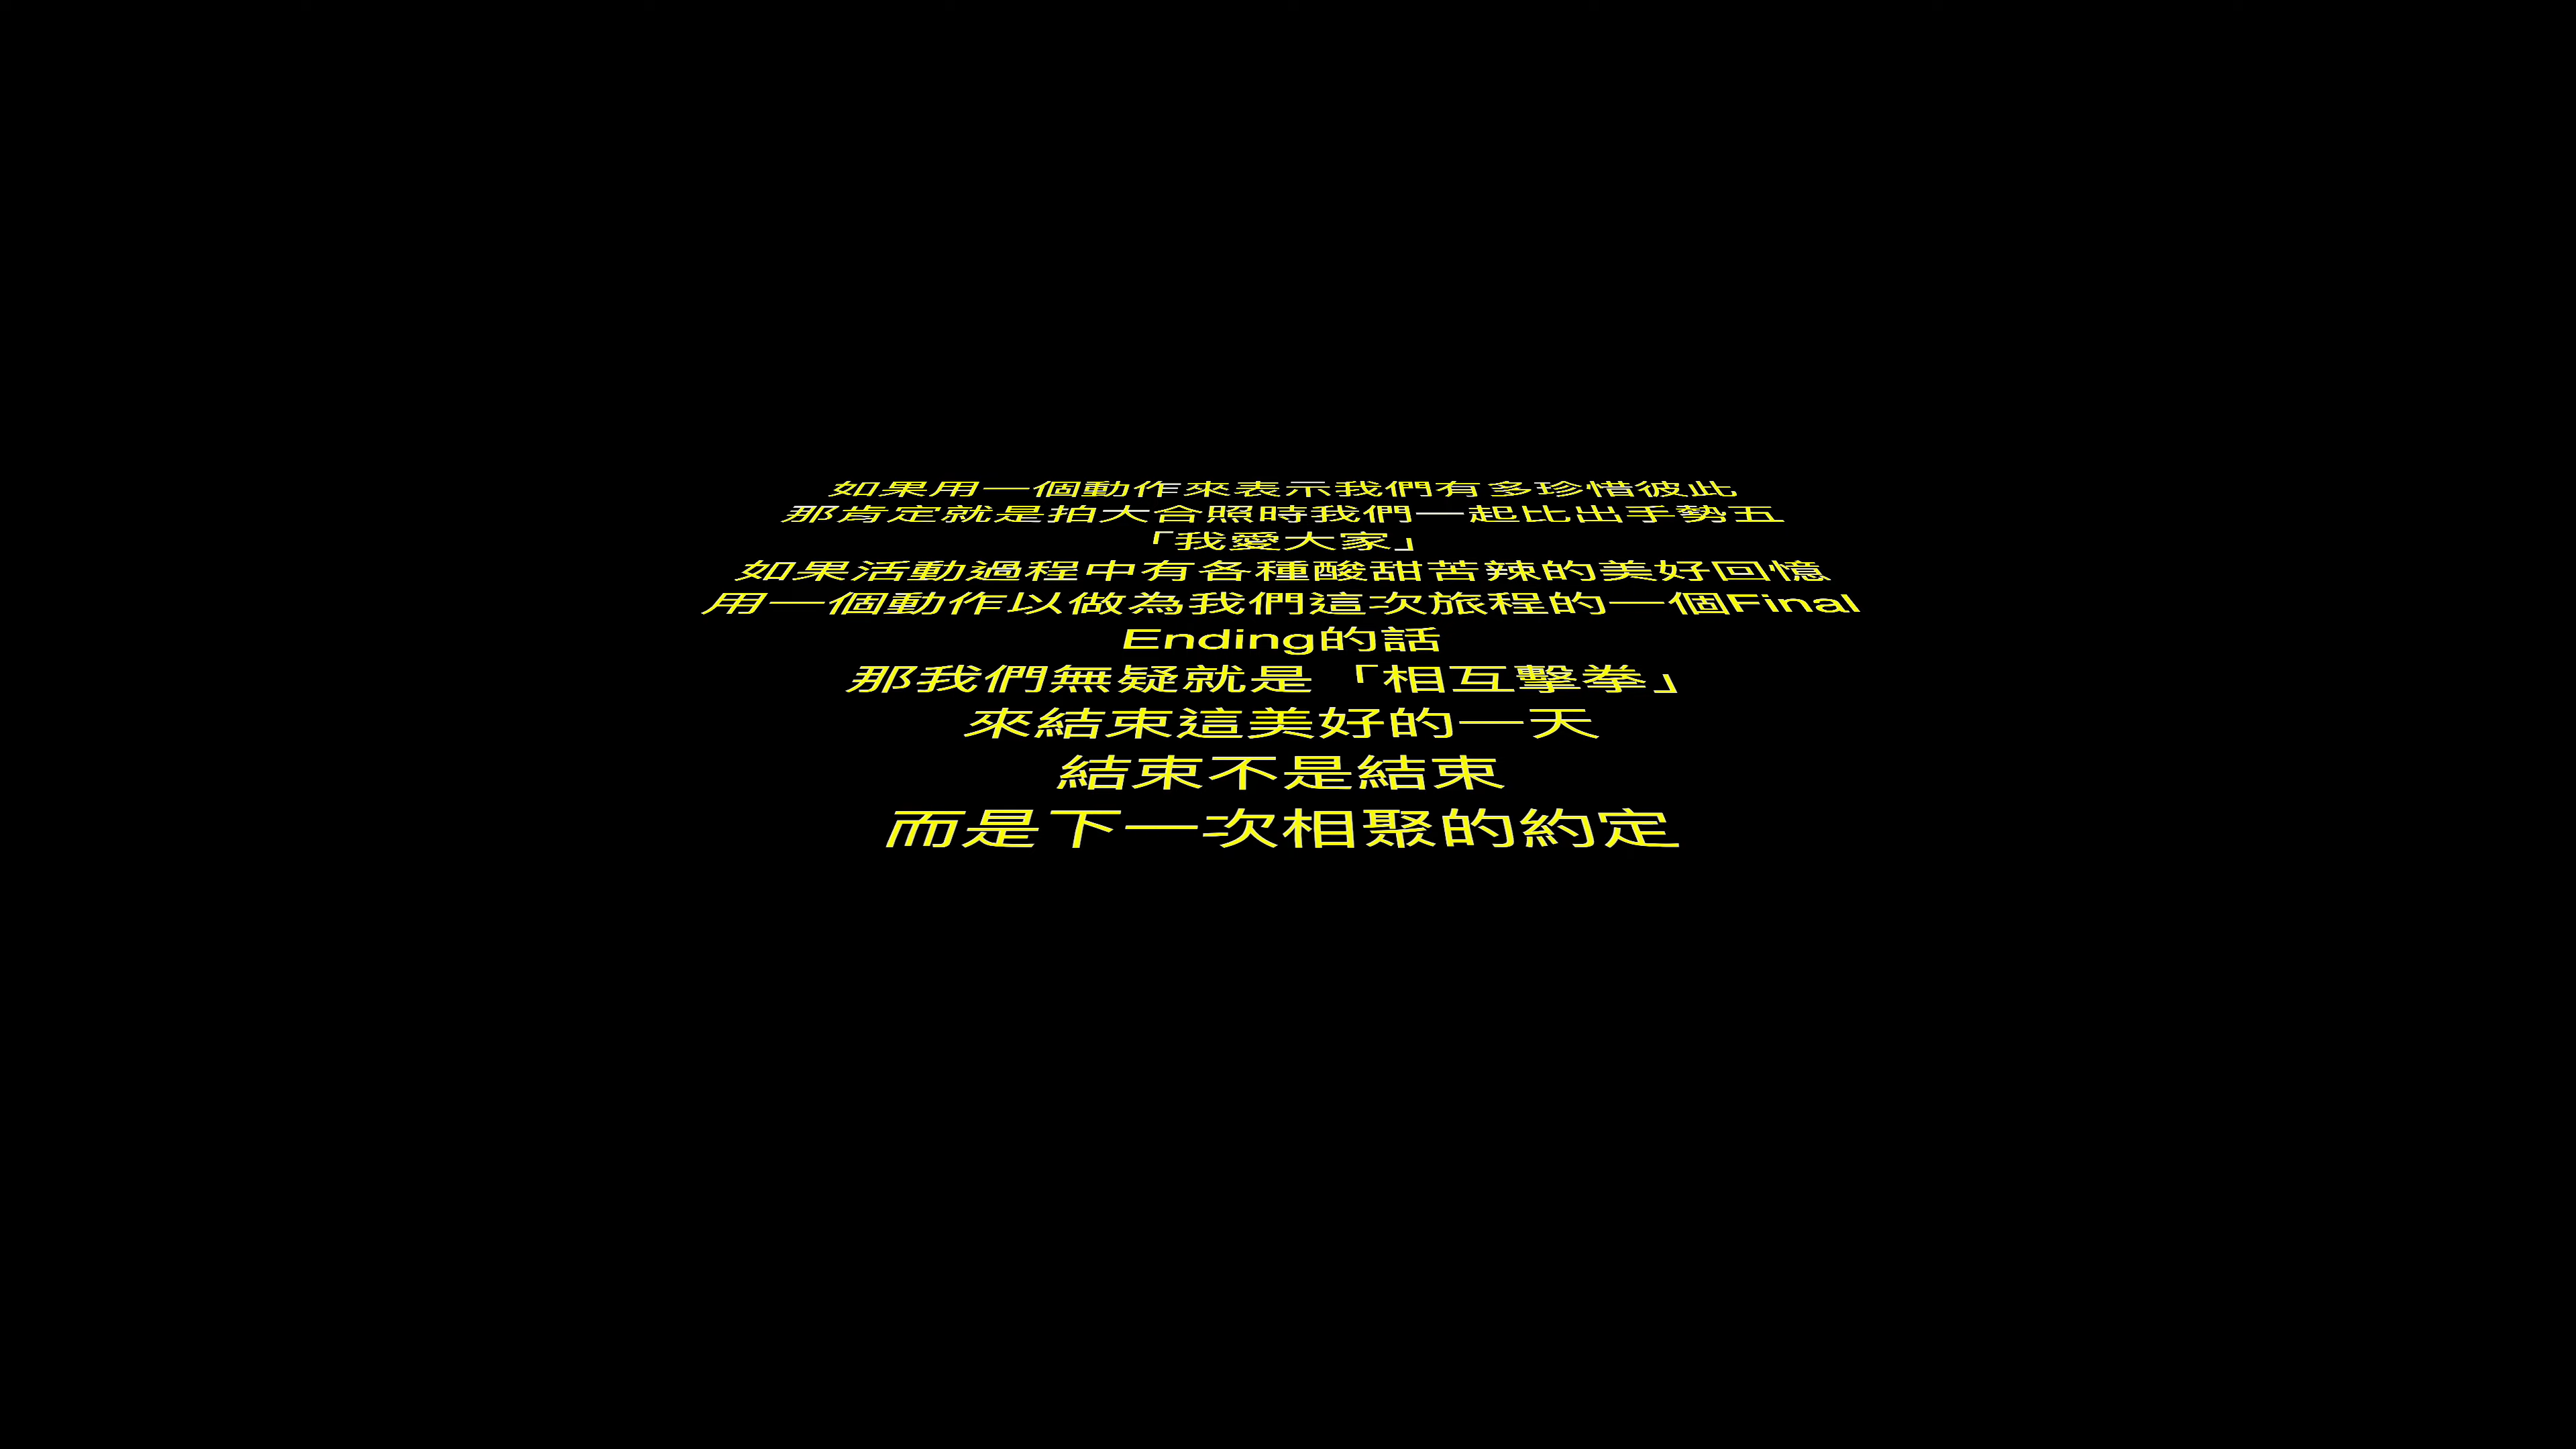 如果用一個動作來表示我們有多珍惜彼此
那肯定就是拍大合照時我們一起比出手勢五
「我愛大家」
如果活動過程中有各種酸甜苦辣的美好回憶
用一個動作以做為我們這次旅程的一個Final
Ending的話
那我們無疑就是「相互擊拳」
來結束這美好的一天
結束不是結束
而是下一次相聚的約定